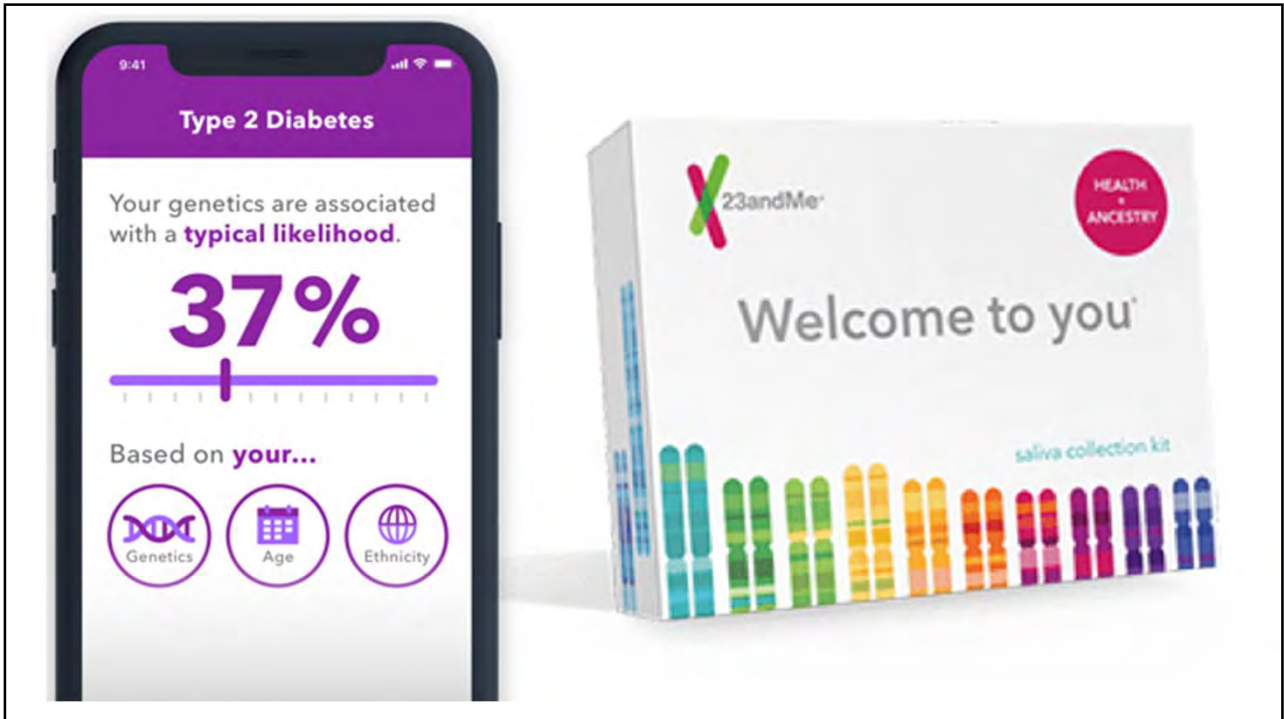 9:41
Type 2 Diabetes
Your genetics are associated
with a typical likelihood.
37%
Based on your...
Genetics
Age
Ethnicity
23andMe®
HEALTH
+
ANCESTRY
Welcome to you®
saliva collection kit